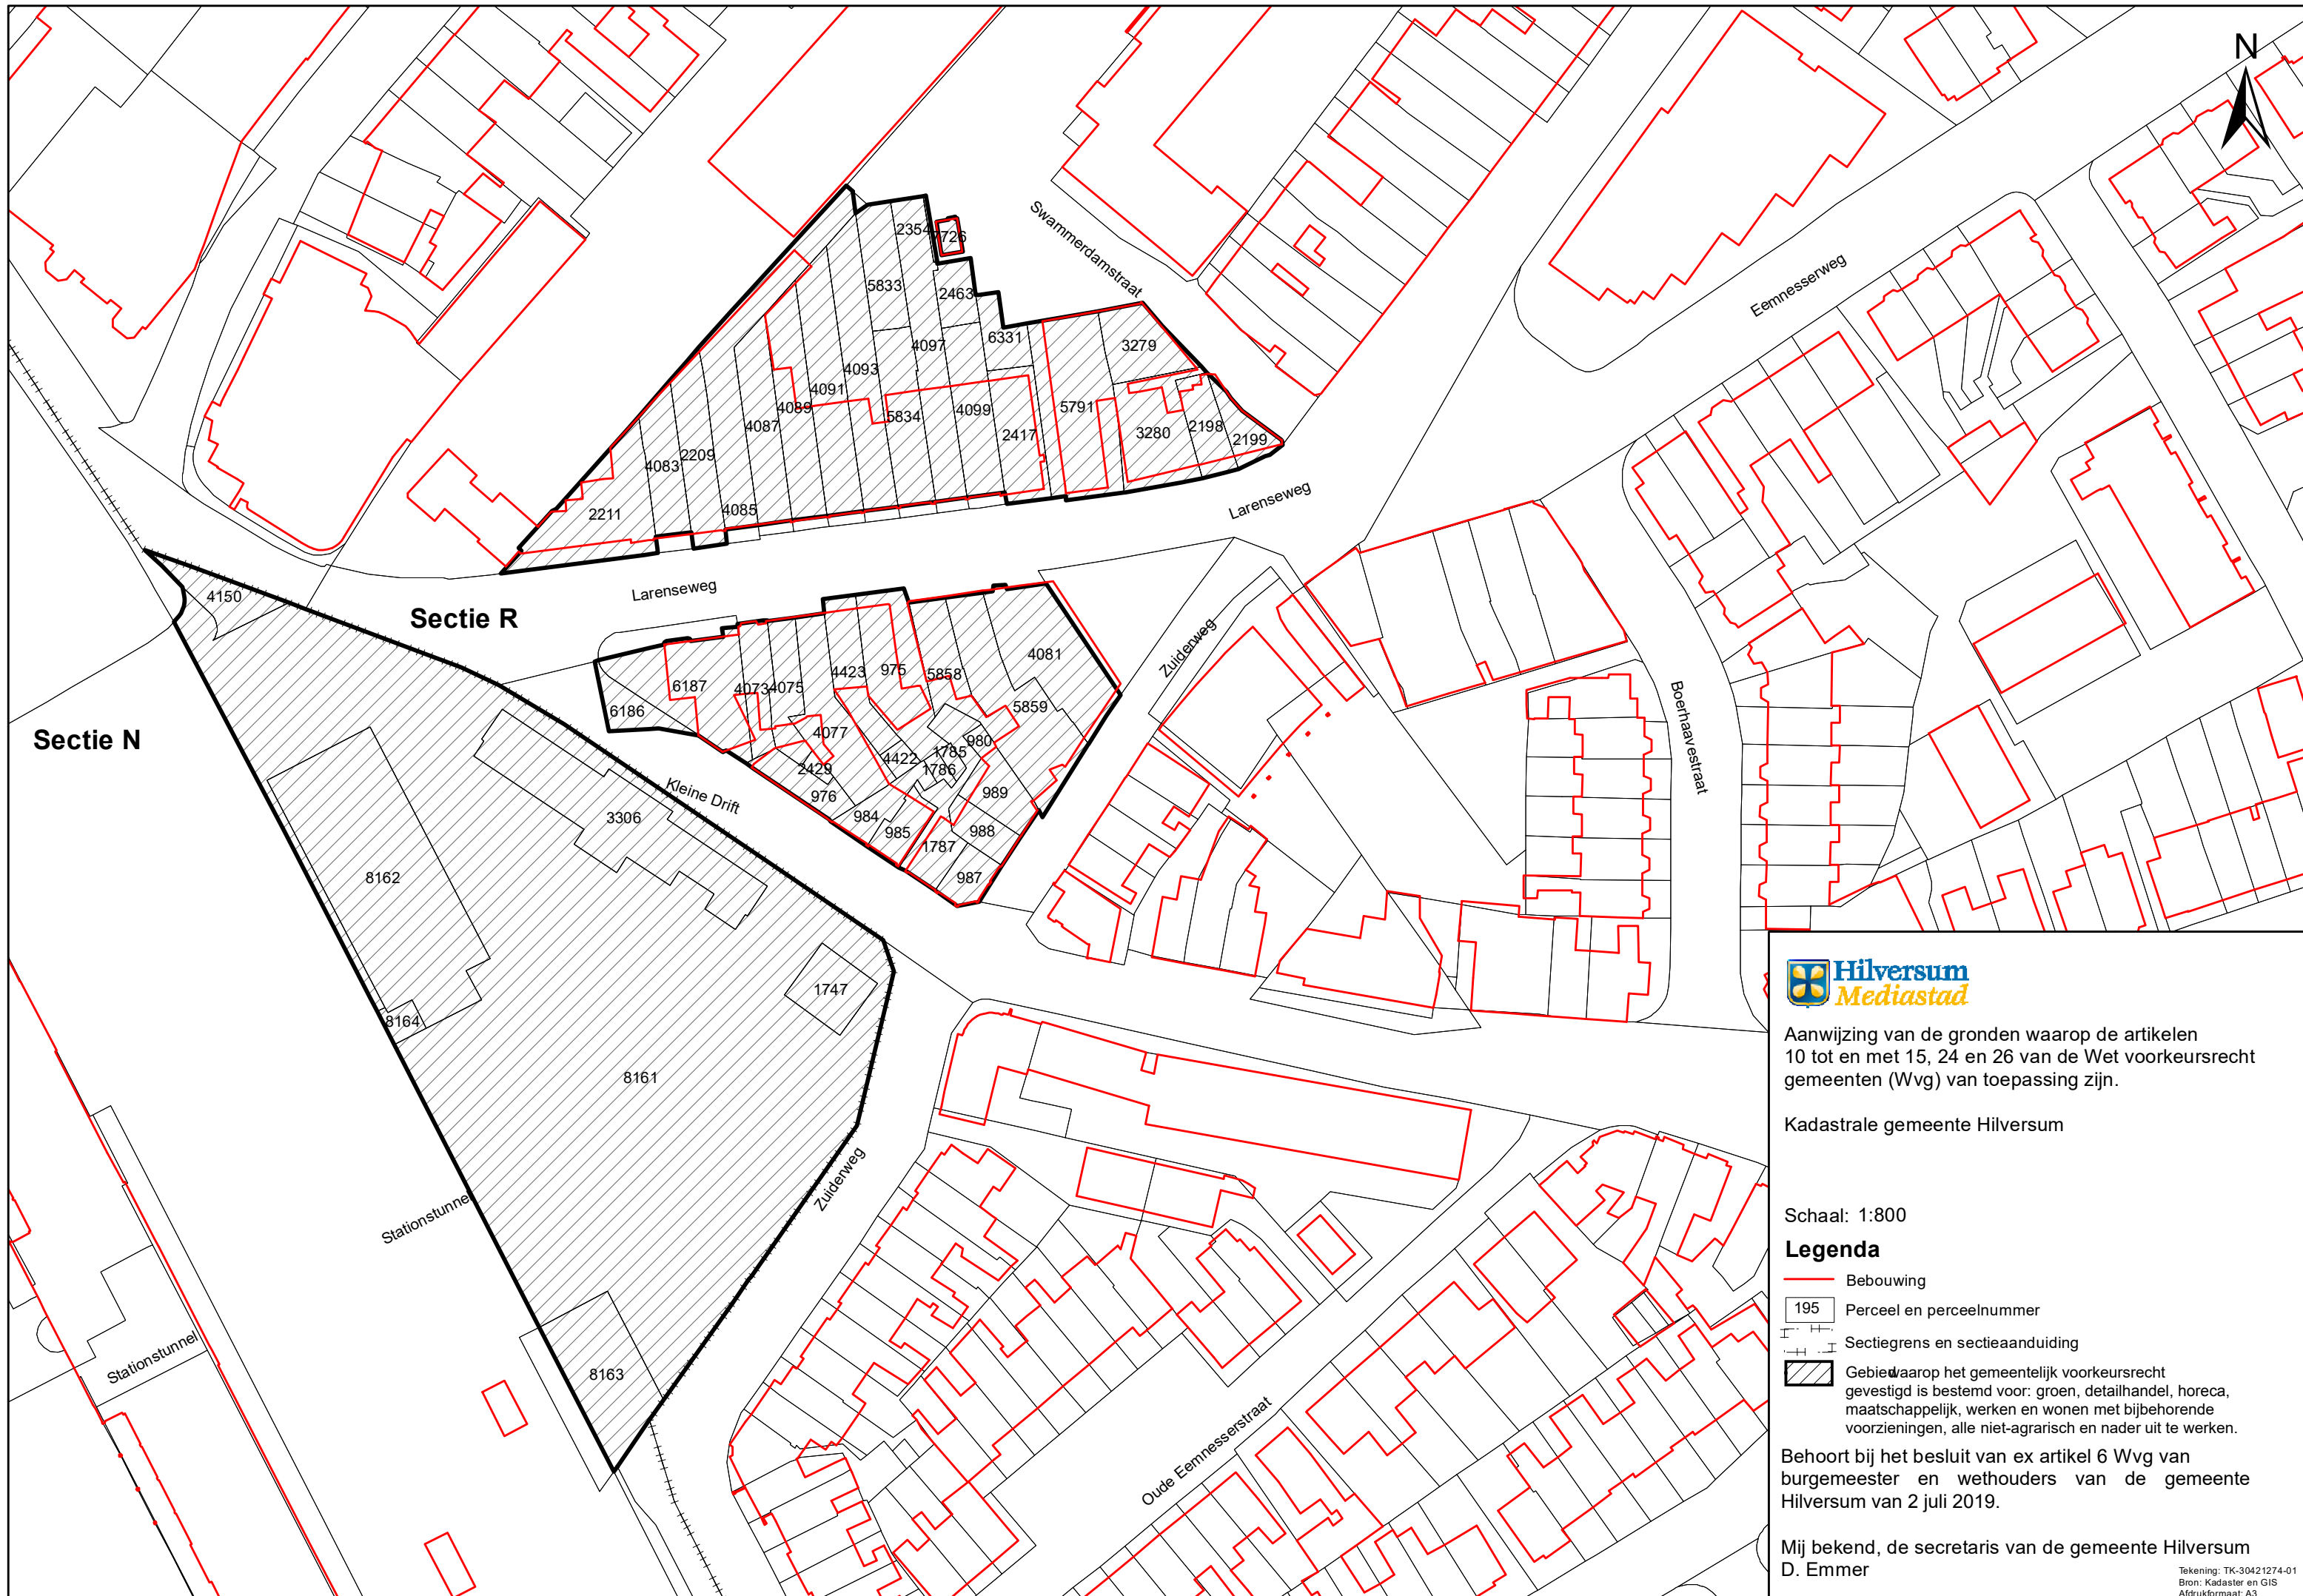 N
Swammerdamstraat
Eemnesserweg
2354
7726
5833
2463
4097
6331
3279
4093
4091
4089
5834
4099
5791
4087
2417
3280
2198
2199
4083
2209
4085
2211
Larenseweg
Larenseweg
4150
Sectie R
Sectie N
Zuiderweg
Boerhaavestraat
4081
4423
975
5858
6187
4073
4075
5859
6186
4077
980
1785
4422
1786
2429
976
989
984
985
988
1787
987
Kleine Drift
3306
8162
1747
8164
8161
Zuiderweg
Stationstunnel
Stationstunnel
8163
Oude Eemnesserstraat
Hilversum
Mediastad
Aanwijzing van de gronden waarop de artikelen
10 tot en met 15, 24 en 26 van de Wet voorkeursrecht
gemeenten (Wvg) van toepassing zijn.
Kadastrale gemeente Hilversum
Schaal: 1:800
Legenda
Bebouwing
195 Perceel en perceelnummer
Sectiegrens en sectieaanduiding
Gebied waarop het gemeentelijk voorkeursrecht
gevestigd is bestemd voor: groen, detailhandel, horeca,
maatschappelijk, werken en wonen met bijbehorende
voorzieningen, alle niet-agrarisch en nader uit te werken.
Behoort bij het besluit van ex artikel 6 Wvg van
burgemeester en wethouders van de gemeente
Hilversum van 2 juli 2019.
Mij bekend, de secretaris van de gemeente Hilversum
D. Emmer
Tekening: TK-30421274-01
Bron: Kadaster en GIS
Afdrukformaat: A3